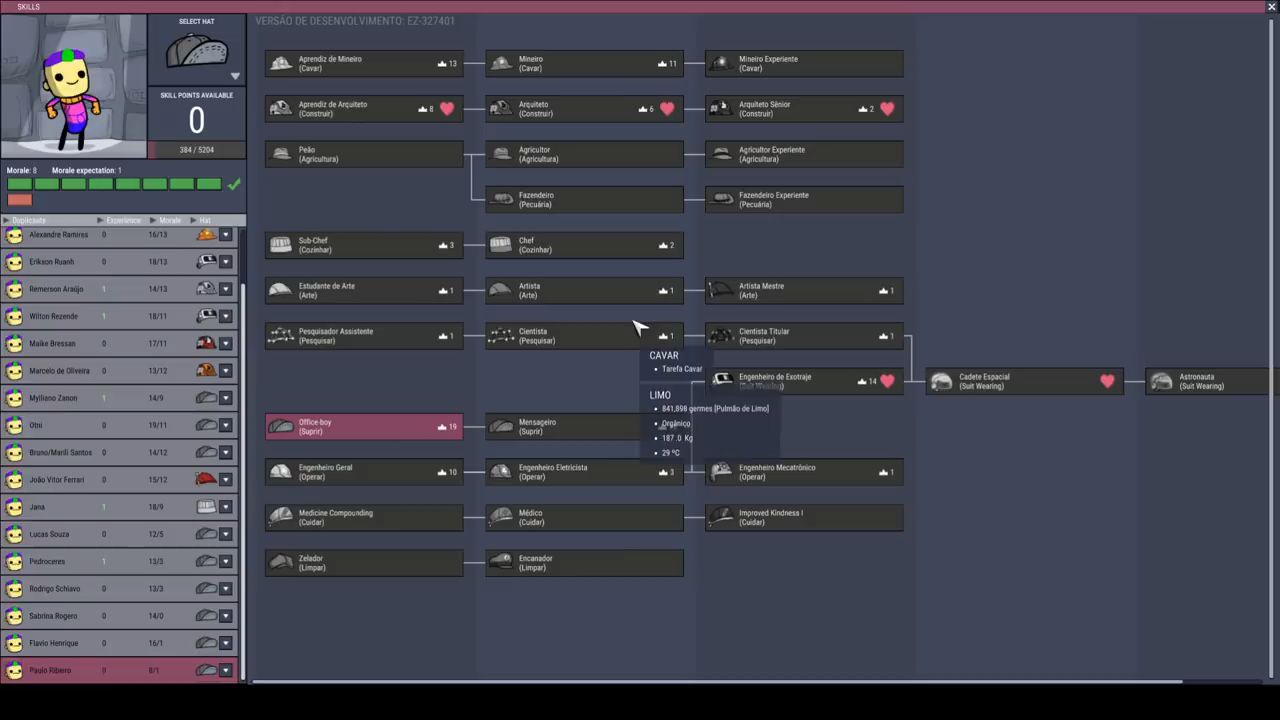 SKILLS
VERSÃO DE DESENVOLVIMENTO: EZ-327401
SELECT HAT
SKILL POINTS AVAILABLE
0
384 / 5204
Morale: 8 Morale expectation: 1
Duplicants Experience Morale Hat
Alexandre Ramires 0 16/13
Erikson Ruanh 0 18/13
Remerson Araújo 1 14/13
Wilton Rezende 1 18/11
Maike Bressan 0 17/11
Marcelo de Oliveira 0 13/12
Mylliano Zanon 1 14/9
Otni 0 19/11
Bruno/Marili Santos 0 14/12
João Vitor Ferrari 0 15/12
Jana 1 18/9
Lucas Souza 0 12/5
Pedroceres 1 13/3
Rodrigo Schiavo 0 13/3
Sabrina Rogero 0 14/0
Flavio Henrique 0 16/1
Paulo Ribeiro 0 8/1
Aprendiz de Mineiro (Cavar) 13
Mineiro (Cavar) 11
Mineiro Experiente (Cavar)
Aprendiz de Arquiteto (Construir) 8
Arquiteto (Construir) 6
Arquiteto Sênior (Construir) 2
Peão (Agricultura)
Agricultor (Agricultura)
Agricultor Experiente (Agricultura)
Fazendeiro (Pecuária)
Fazendeiro Experiente (Pecuária)
Sub-Chef (Cozinhar) 3
Chef (Cozinhar) 2
Estudante de Arte (Arte) 1
Artista (Arte) 1
Artista Mestre (Arte) 1
Pesquisador Assistente (Pesquisar) 1
Cientista (Pesquisar) 1
Cientista Titular (Pesquisar) 1
Engenheiro de Exotraje (Suit Wearing) 14
Cadete Espacial (Suit Wearing)
Astronauta (Suit Wearing)
CAVAR
• Tarefa Cavar
LIMO
• 841,898 germes [Pulmão de Limo]
• Orgânico
• 187.0 Kg
• 29 ºC
Office-boy (Suprir) 19
Mensageiro (Suprir)
Engenheiro Geral (Operar) 10
Engenheiro Eletricista (Operar) 3
Engenheiro Mecatrônico (Operar) 1
Medicine Compounding (Cuidar)
Médico (Cuidar)
Improved Kindness I (Cuidar)
Zelador (Limpar)
Encanador (Limpar)